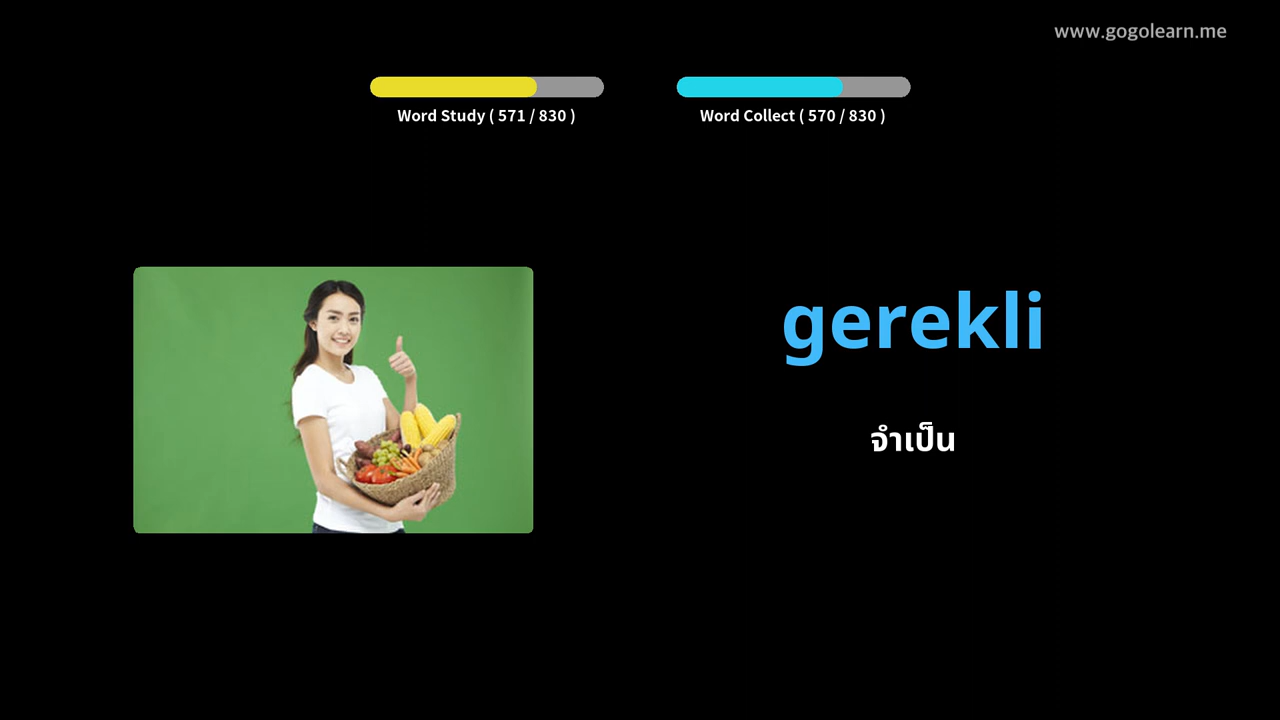 www.gogolearn.me
Word Study ( 571 / 830 )
Word Collect ( 570 / 830 )
gerekli
จำเป็น